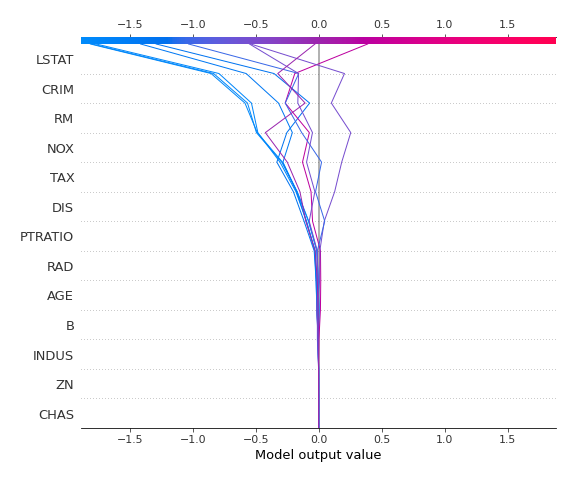 −1.5 −1.0 −0.5 0.0 0.5 1.0 1.5
LSTAT
CRIM
RM
NOX
TAX
DIS
PTRATIO
RAD
AGE
B
INDUS
ZN
CHAS
−1.5 −1.0 −0.5 0.0 0.5 1.0 1.5
Model output value